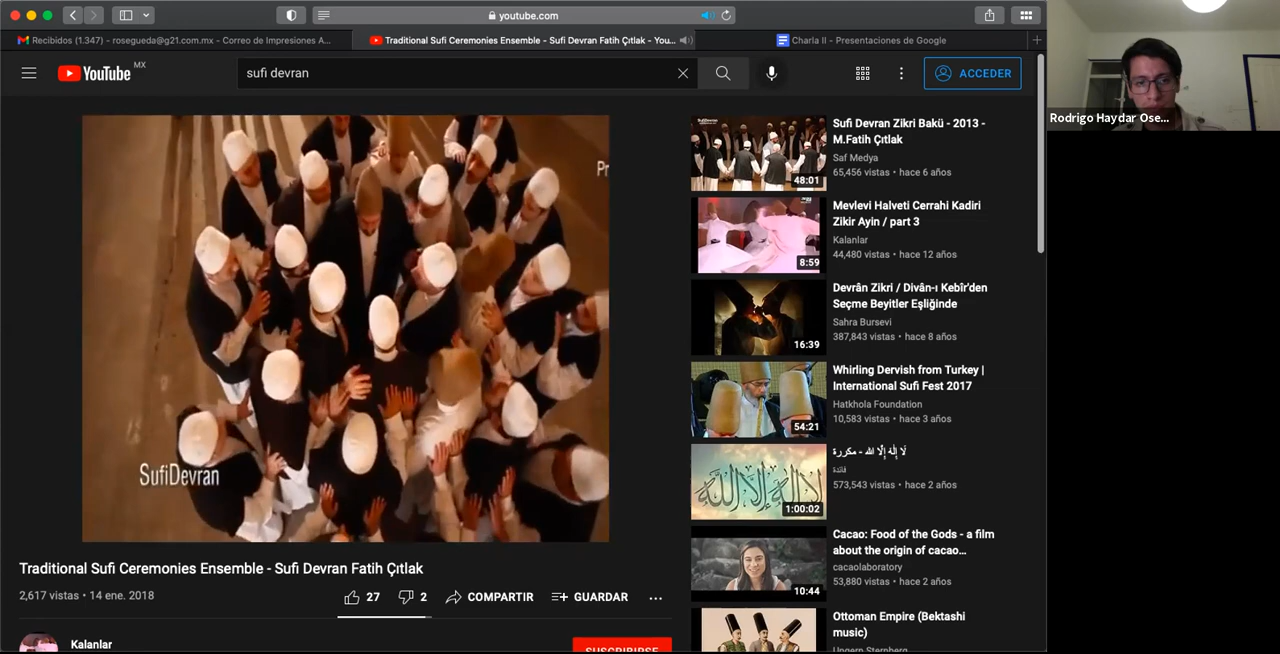 youtube.com
Recibidos (1.347) - rosegueda@g21.com.mx - Correo de Impresiones A...
Traditional Sufi Ceremonies Ensemble - Sufi Devran Fatih Çıtlak - You...
Charla II - Presentaciones de Google
YouTube MX
sufi devran
ACCEDER
Pr
SufiDevran
Traditional Sufi Ceremonies Ensemble - Sufi Devran Fatih Çıtlak
2,617 vistas • 14 ene. 2018
27
2
COMPARTIR
GUARDAR
Kalanlar
SUSCRIBIRSE
Sufi Devran Zikri Bakü - 2013 -
M.Fatih Çıtlak
Saf Medya
65,456 vistas • hace 6 años
48:01
Mevlevi Halveti Cerrahi Kadiri
Zikir Ayin / part 3
Kalanlar
44,480 vistas • hace 12 años
8:59
Devrân Zikri / Divân-ı Kebîr'den
Seçme Beyitler Eşliğinde
Sahra Bursevi
387,843 vistas • hace 8 años
16:39
Whirling Dervish from Turkey |
International Sufi Fest 2017
Hatkhola Foundation
10,583 vistas • hace 3 años
54:21
لَا إِلَٰهَ إِلَّا الله - مكررة
فائدة
573,543 vistas • hace 2 años
لا إله إلا الله
1:00:02
Cacao: Food of the Gods - a film
about the origin of cacao...
cacaolaboratory
53,880 vistas • hace 2 años
10:44
Ottoman Empire (Bektashi
music)
Ungern Sternberg
Rodrigo Haydar Ose...